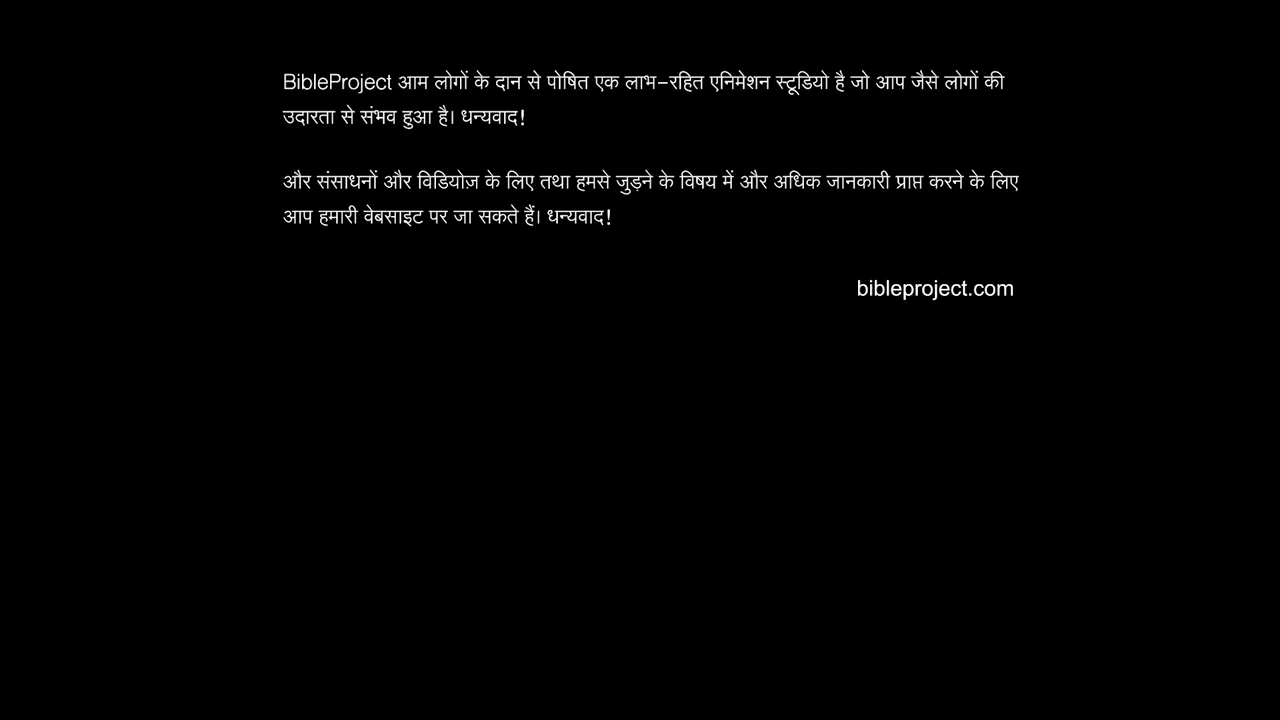 BibleProject आम लोगों के दान से पोषित एक लाभ-रहित एनिमेशन स्टूडियो है जो आप जैसे लोगों की
उदारता से संभव हुआ है। धन्यवाद!
और संसाधनों और विडियोज़ के लिए तथा हमसे जुड़ने के विषय में और अधिक जानकारी प्राप्त करने के लिए
आप हमारी वेबसाइट पर जा सकते हैं। धन्यवाद!
bibleproject.com